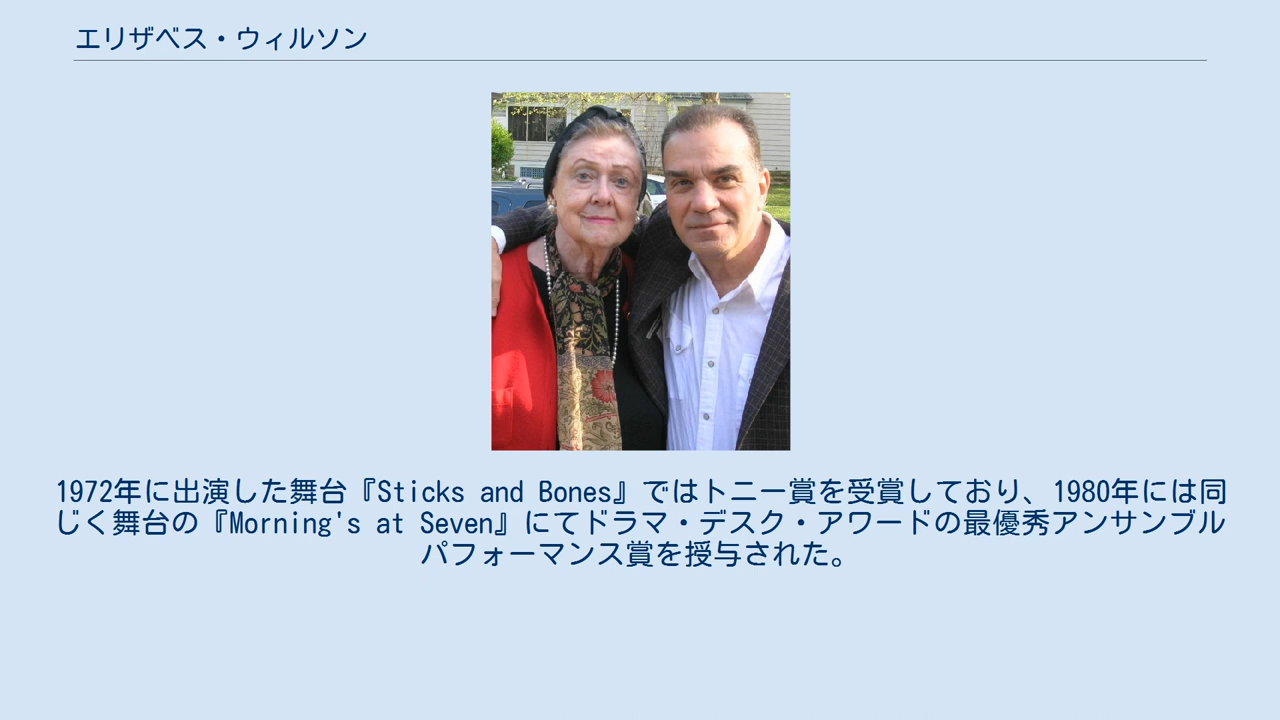 エリザベス・ウィルソン
1972年に出演した舞台『Sticks and Bones』ではトニー賞を受賞しており、1980年には同
じく舞台の『Morning's at Seven』にてドラマ・デスク・アワードの最優秀アンサンブル
パフォーマンス賞を授与された。